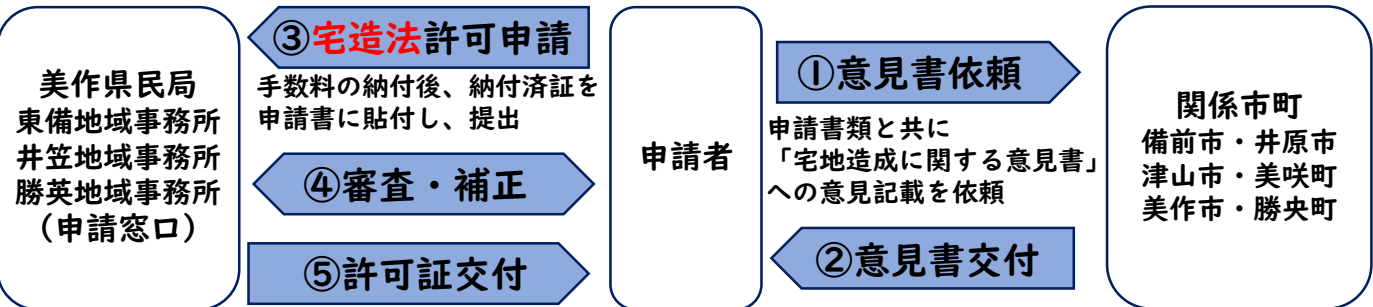 美作県民局
東備地域事務所
井笠地域事務所
勝英地域事務所
(申請窓口)
③宅造法許可申請
手数料の納付後、納付済証を
申請書に貼付し、提出
④審査・補正
⑤許可証交付
申請者
①意見書依頼
申請書類と共に
「宅地造成に関する意見書」
への意見記載を依頼
②意見書交付
関係市町
備前市・井原市
津山市・美咲町
美作市・勝央町